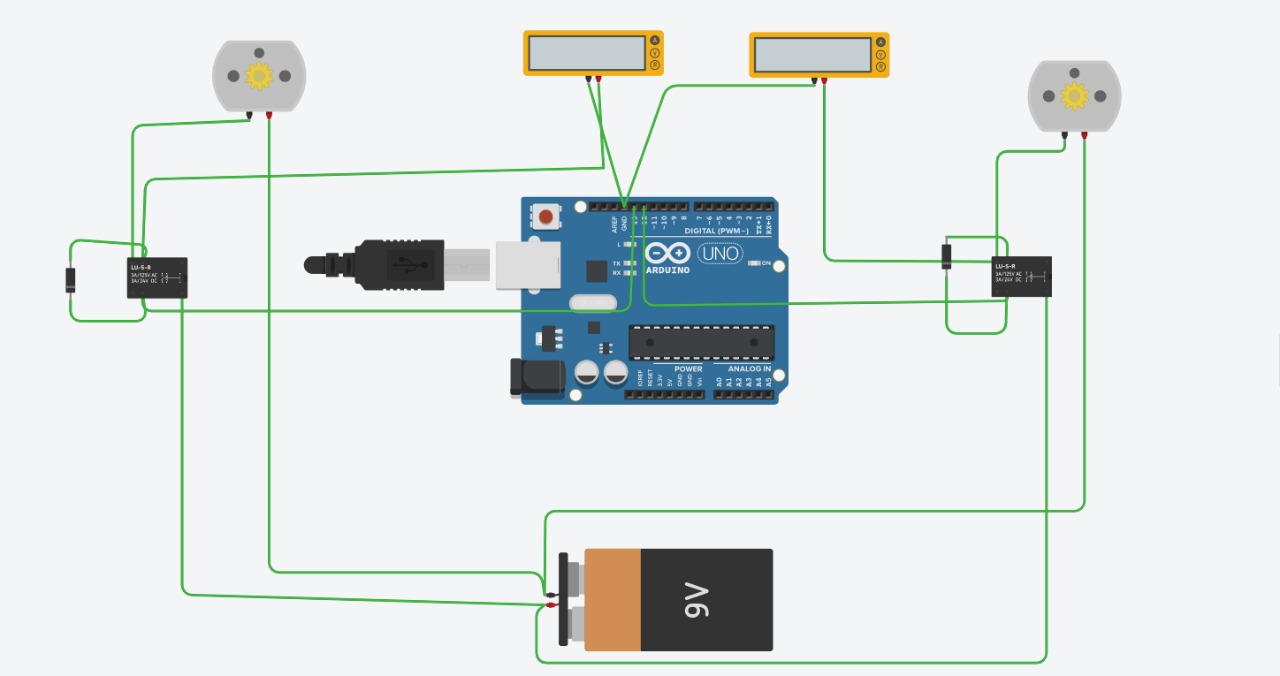 A
V
R
A
V
R
AREF
GND
13
12
~11
~10
~9
8
7
~6
~5
4
~3
2
TX→1
RX←0
DIGITAL (PWM~)
L
TX
RX
ARDUINO
UNO
ON
LU-5-R
3A/125V AC
3A/24V DC
LU-5-R
3A/125V AC
3A/24V DC
POWER
ANALOG IN
IOREF
RESET
3.3V
5V
GND
GND
Vin
A0
A1
A2
A3
A4
A5
9V